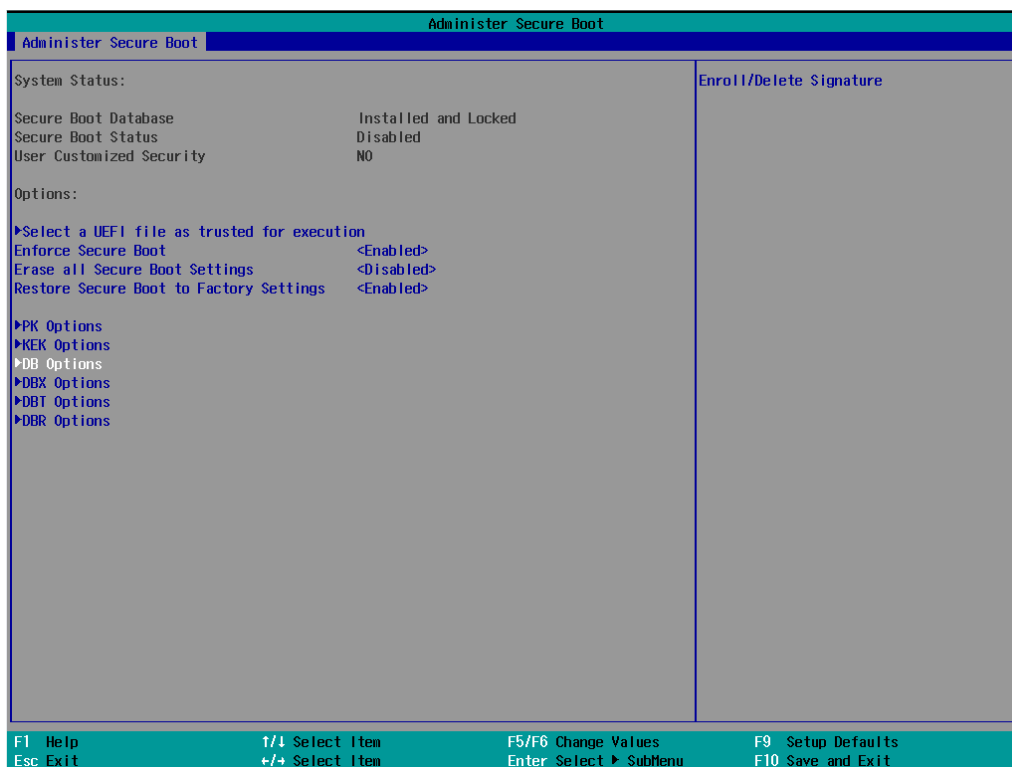 Administer Secure Boot
Administer Secure Boot
System Status:
Enroll/Delete Signature
Secure Boot Database Installed and Locked
Secure Boot Status Disabled
User Customized Security NO
Options:
▶Select a UEFI file as trusted for execution
Enforce Secure Boot <Enabled>
Erase all Secure Boot Settings <Disabled>
Restore Secure Boot to Factory Settings <Enabled>
▶PK Options
▶KEK Options
▶DB Options
▶DBX Options
▶DBT Options
▶DBR Options
F1 Help ↑/↓ Select Item F5/F6 Change Values F9 Setup Defaults
Esc Exit ←/→ Select Item Enter Select ▶ SubMenu F10 Save and Exit